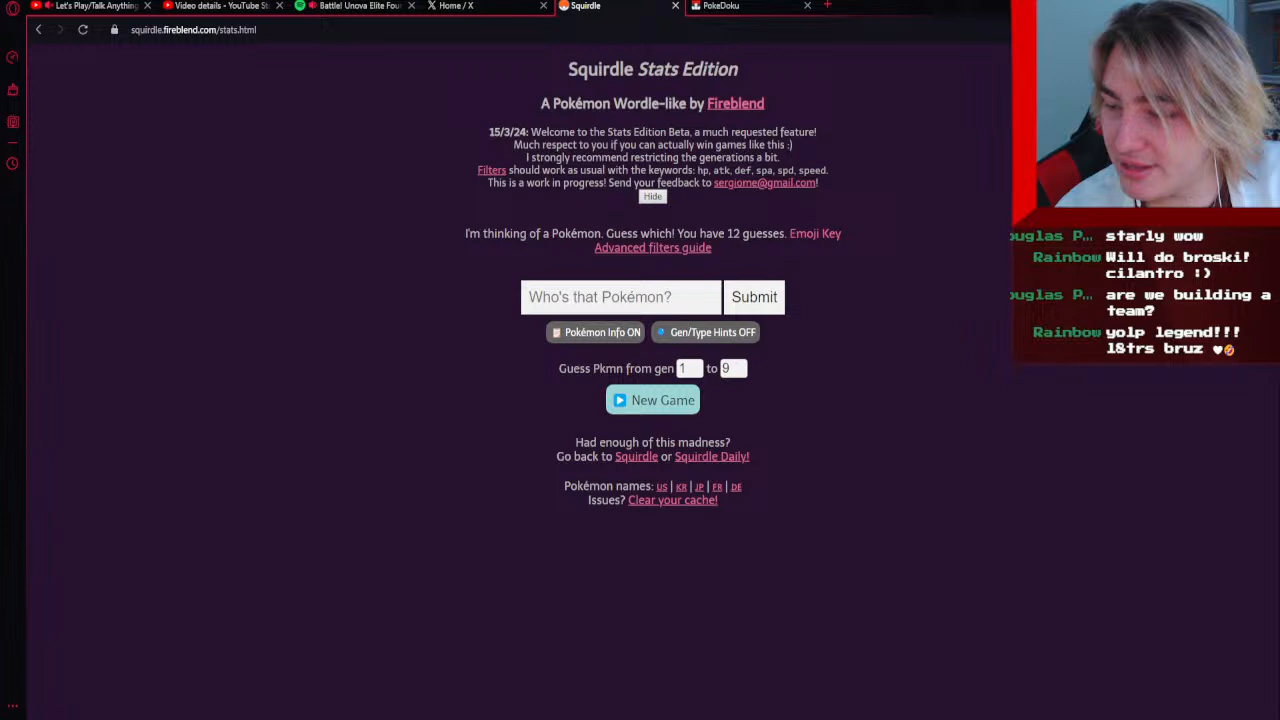 Let's Play/Talk Anything
Video details - YouTube St
Battle! Unova Elite Fou
Home / X
Squirdle
PokeDoku
squirdle.fireblend.com/stats.html
Squirdle Stats Edition
A Pokémon Wordle-like by Fireblend
15/3/24: Welcome to the Stats Edition Beta, a much requested feature!
Much respect to you if you can actually win games like this :)
I strongly recommend restricting the generations a bit.
Filters should work as usual with the keywords: hp, atk, def, spa, spd, speed.
This is a work in progress! Send your feedback to sergiome@gmail.com!
Hide
I'm thinking of a Pokémon. Guess which! You have 12 guesses. Emoji Key
Advanced filters guide
Who's that Pokémon? Submit
Pokémon Info ON Gen/Type Hints OFF
Guess Pkmn from gen 1 to 9
New Game
Had enough of this madness?
Go back to Squirdle or Squirdle Daily!
Pokémon names: US | KR | JP | FR | DE
Issues? Clear your cache!
ouglas P... starly wow
Rainbow Will do broski!
cilantro :)
ouglas P... are we building a
team?
Rainbow yolp legend!!!
l8trs bruz